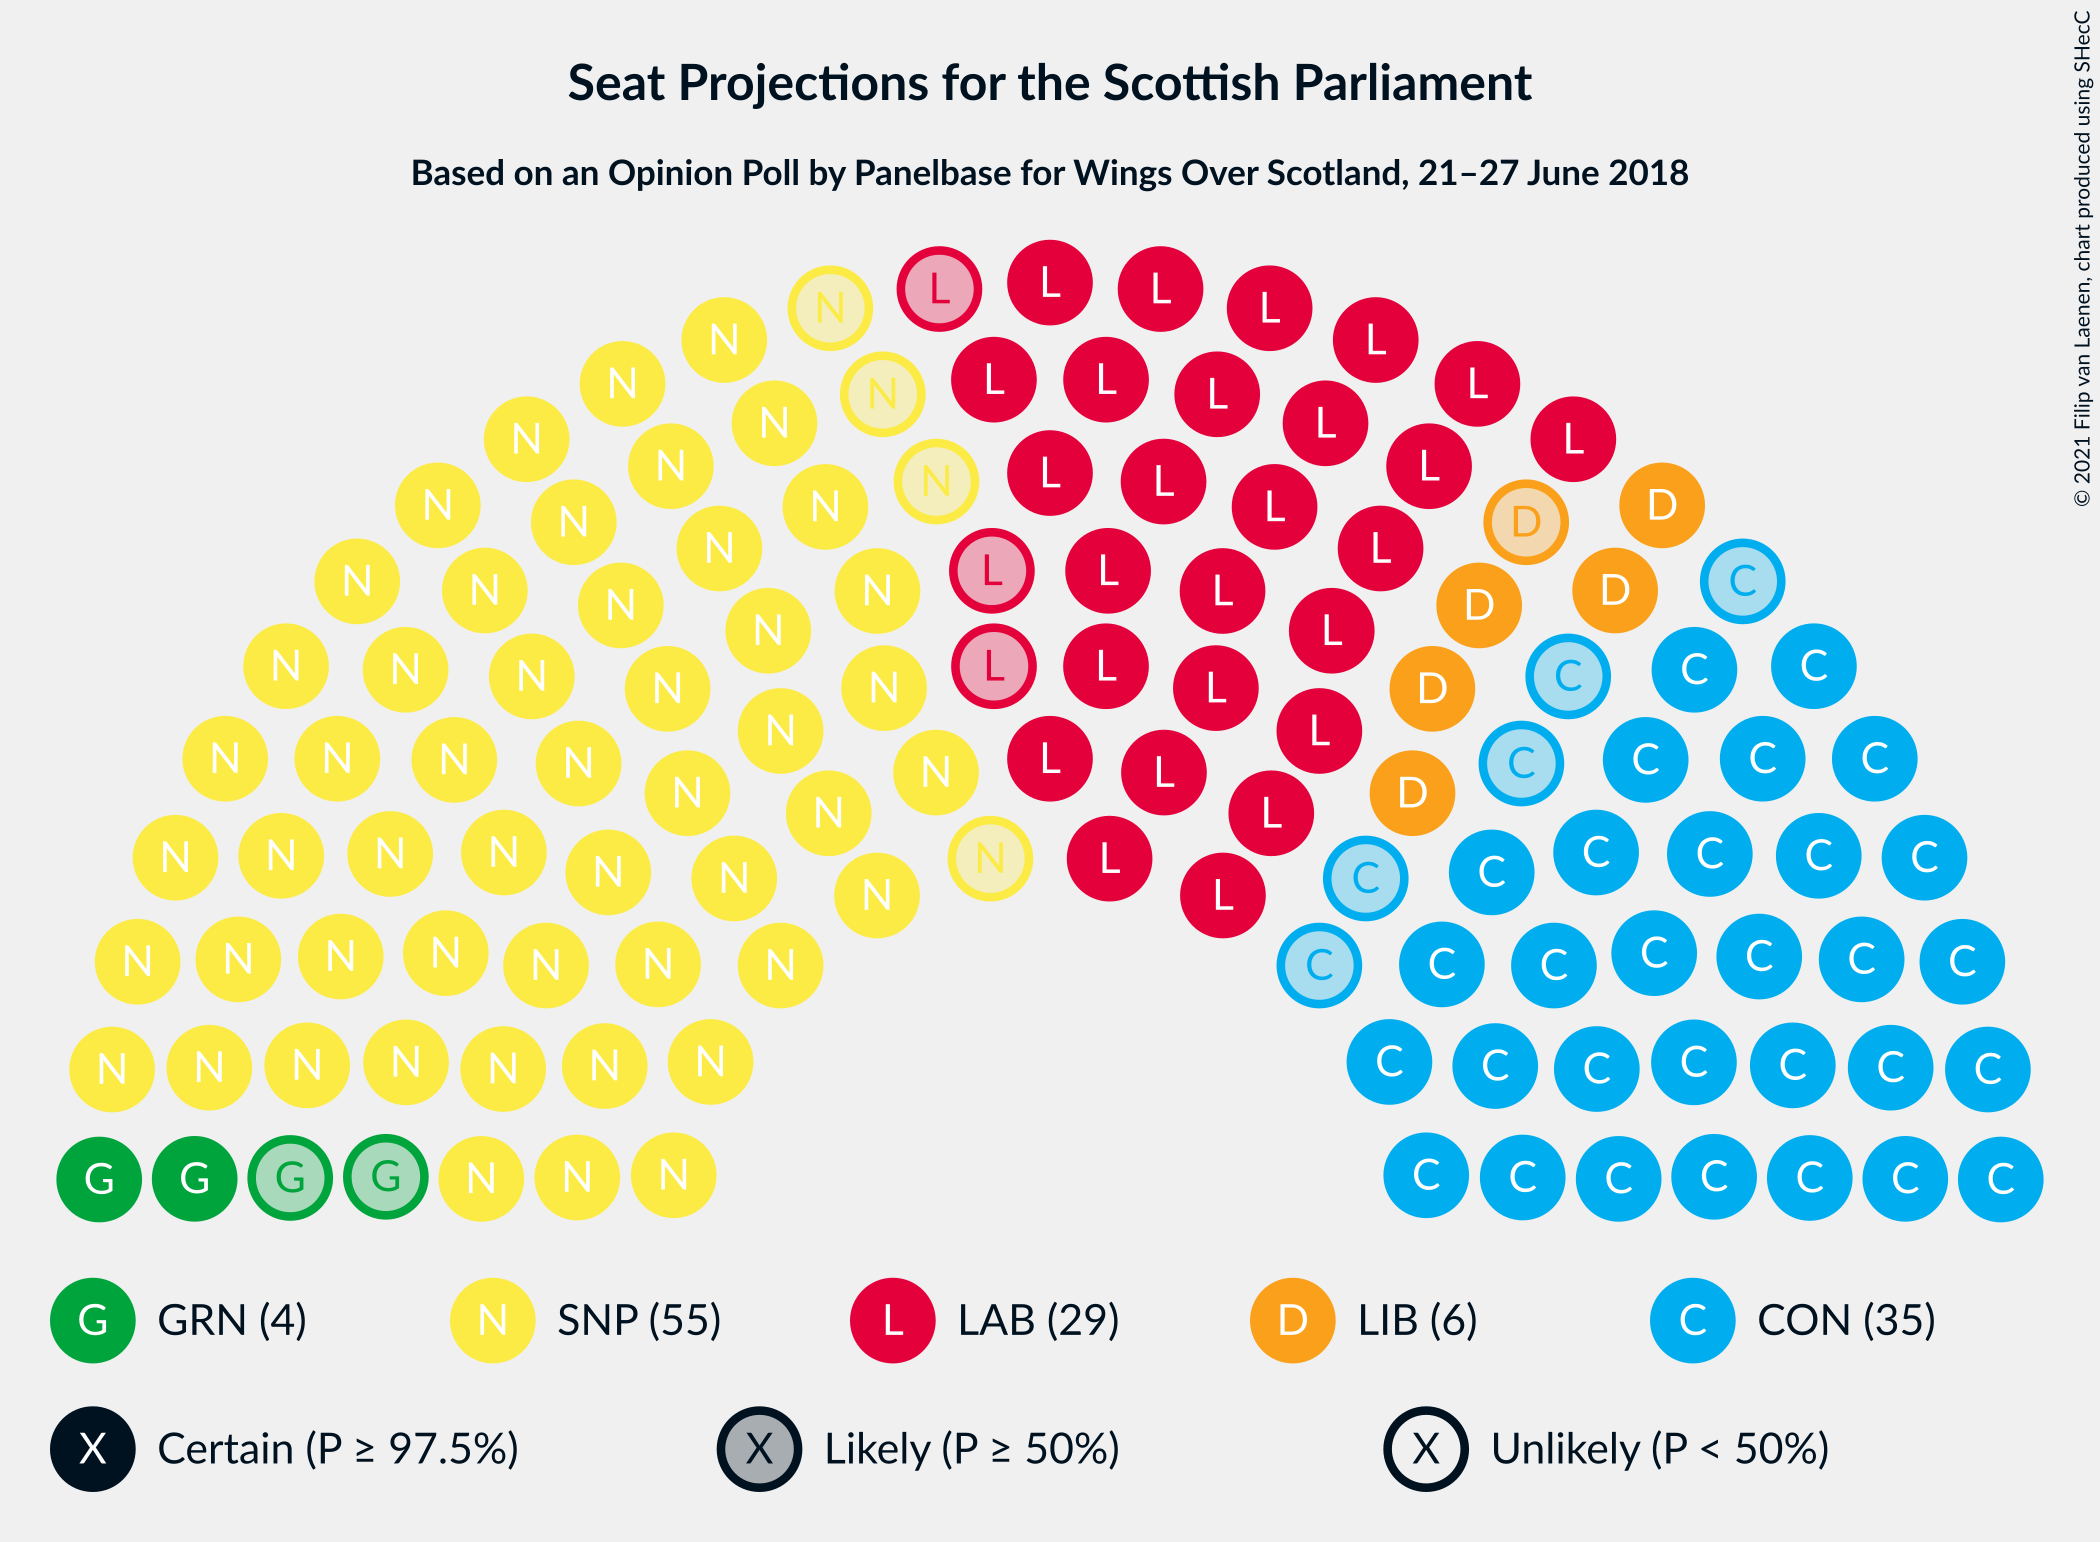 Seat Projections for the Scottish Parliament
Based on an Opinion Poll by Panelbase for Wings Over Scotland, 21–27 June 2018
© 2021 Filip van Laenen, chart produced using SHecC
N L L L L L L
N N N L L L L L L
N N N N L L L L D D
N N N N N L L L L D D C
N N N N N N L L L L D C C C
N N N N N N L L L D C C C C
N N N N N N N N L L C C C C C C
N N N N N N N C C C C C C C
N N N N N N N C C C C C C C
G G G G N N N C C C C C C C
G GRN (4) N SNP (55) L LAB (29) D LIB (6) C CON (35)
X Certain (P ≥ 97.5%) X Likely (P ≥ 50%) X Unlikely (P < 50%)